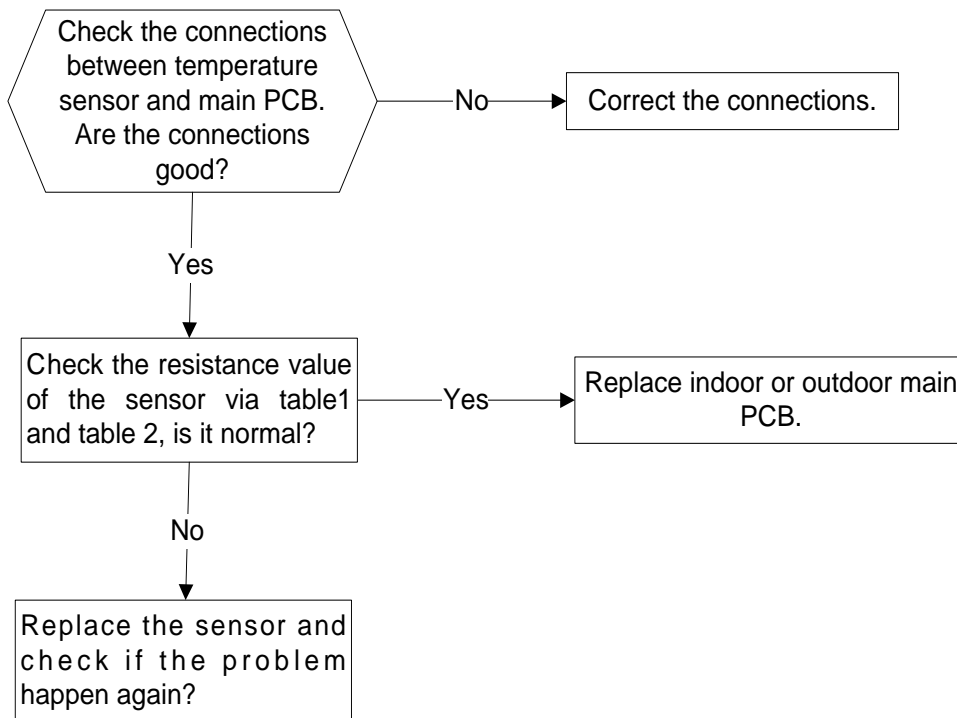 Check the connections
between temperature
sensor and main PCB.
Are the connections
good?
No
Correct the connections.
Yes
Check the resistance value
of the sensor via table1
and table 2, is it normal?
Yes
Replace indoor or outdoor main
PCB.
No
Replace the sensor and
check if the problem
happen again?